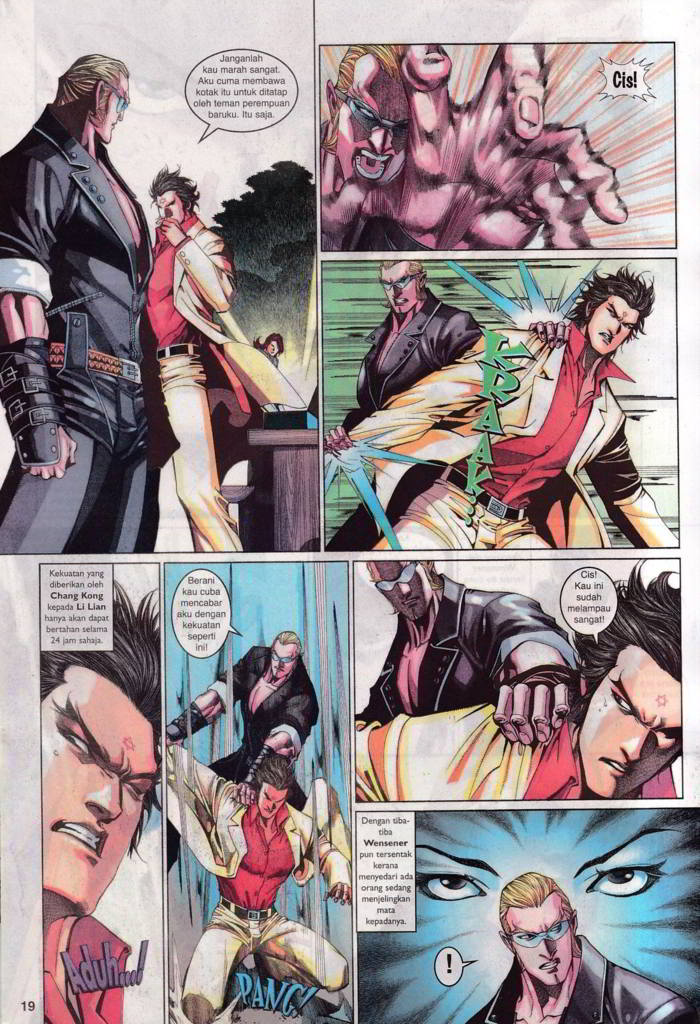 Janganlah
kau marah sangat.
Aku cuma membawa
kotak itu untuk ditatap
oleh teman perempuan
baruku. Itu saja.
Cis!
KRAAK...
Kekuatan yang
diberikan oleh
Chang Kong
kepada Li Lian
hanya akan dapat
bertahan selama
24 jam sahaja.
Aduh...!
Berani
kau cuba
mencabar
aku dengan
kekuatan
seperti
ini!
PANG!
Cis!
Kau ini
sudah
melampau
sangat!
Dengan tiba-
tiba
Wensener
pun tersentak
kerana
menyedari ada
orang sedang
menjelingkan
mata
kepadanya.
!
19